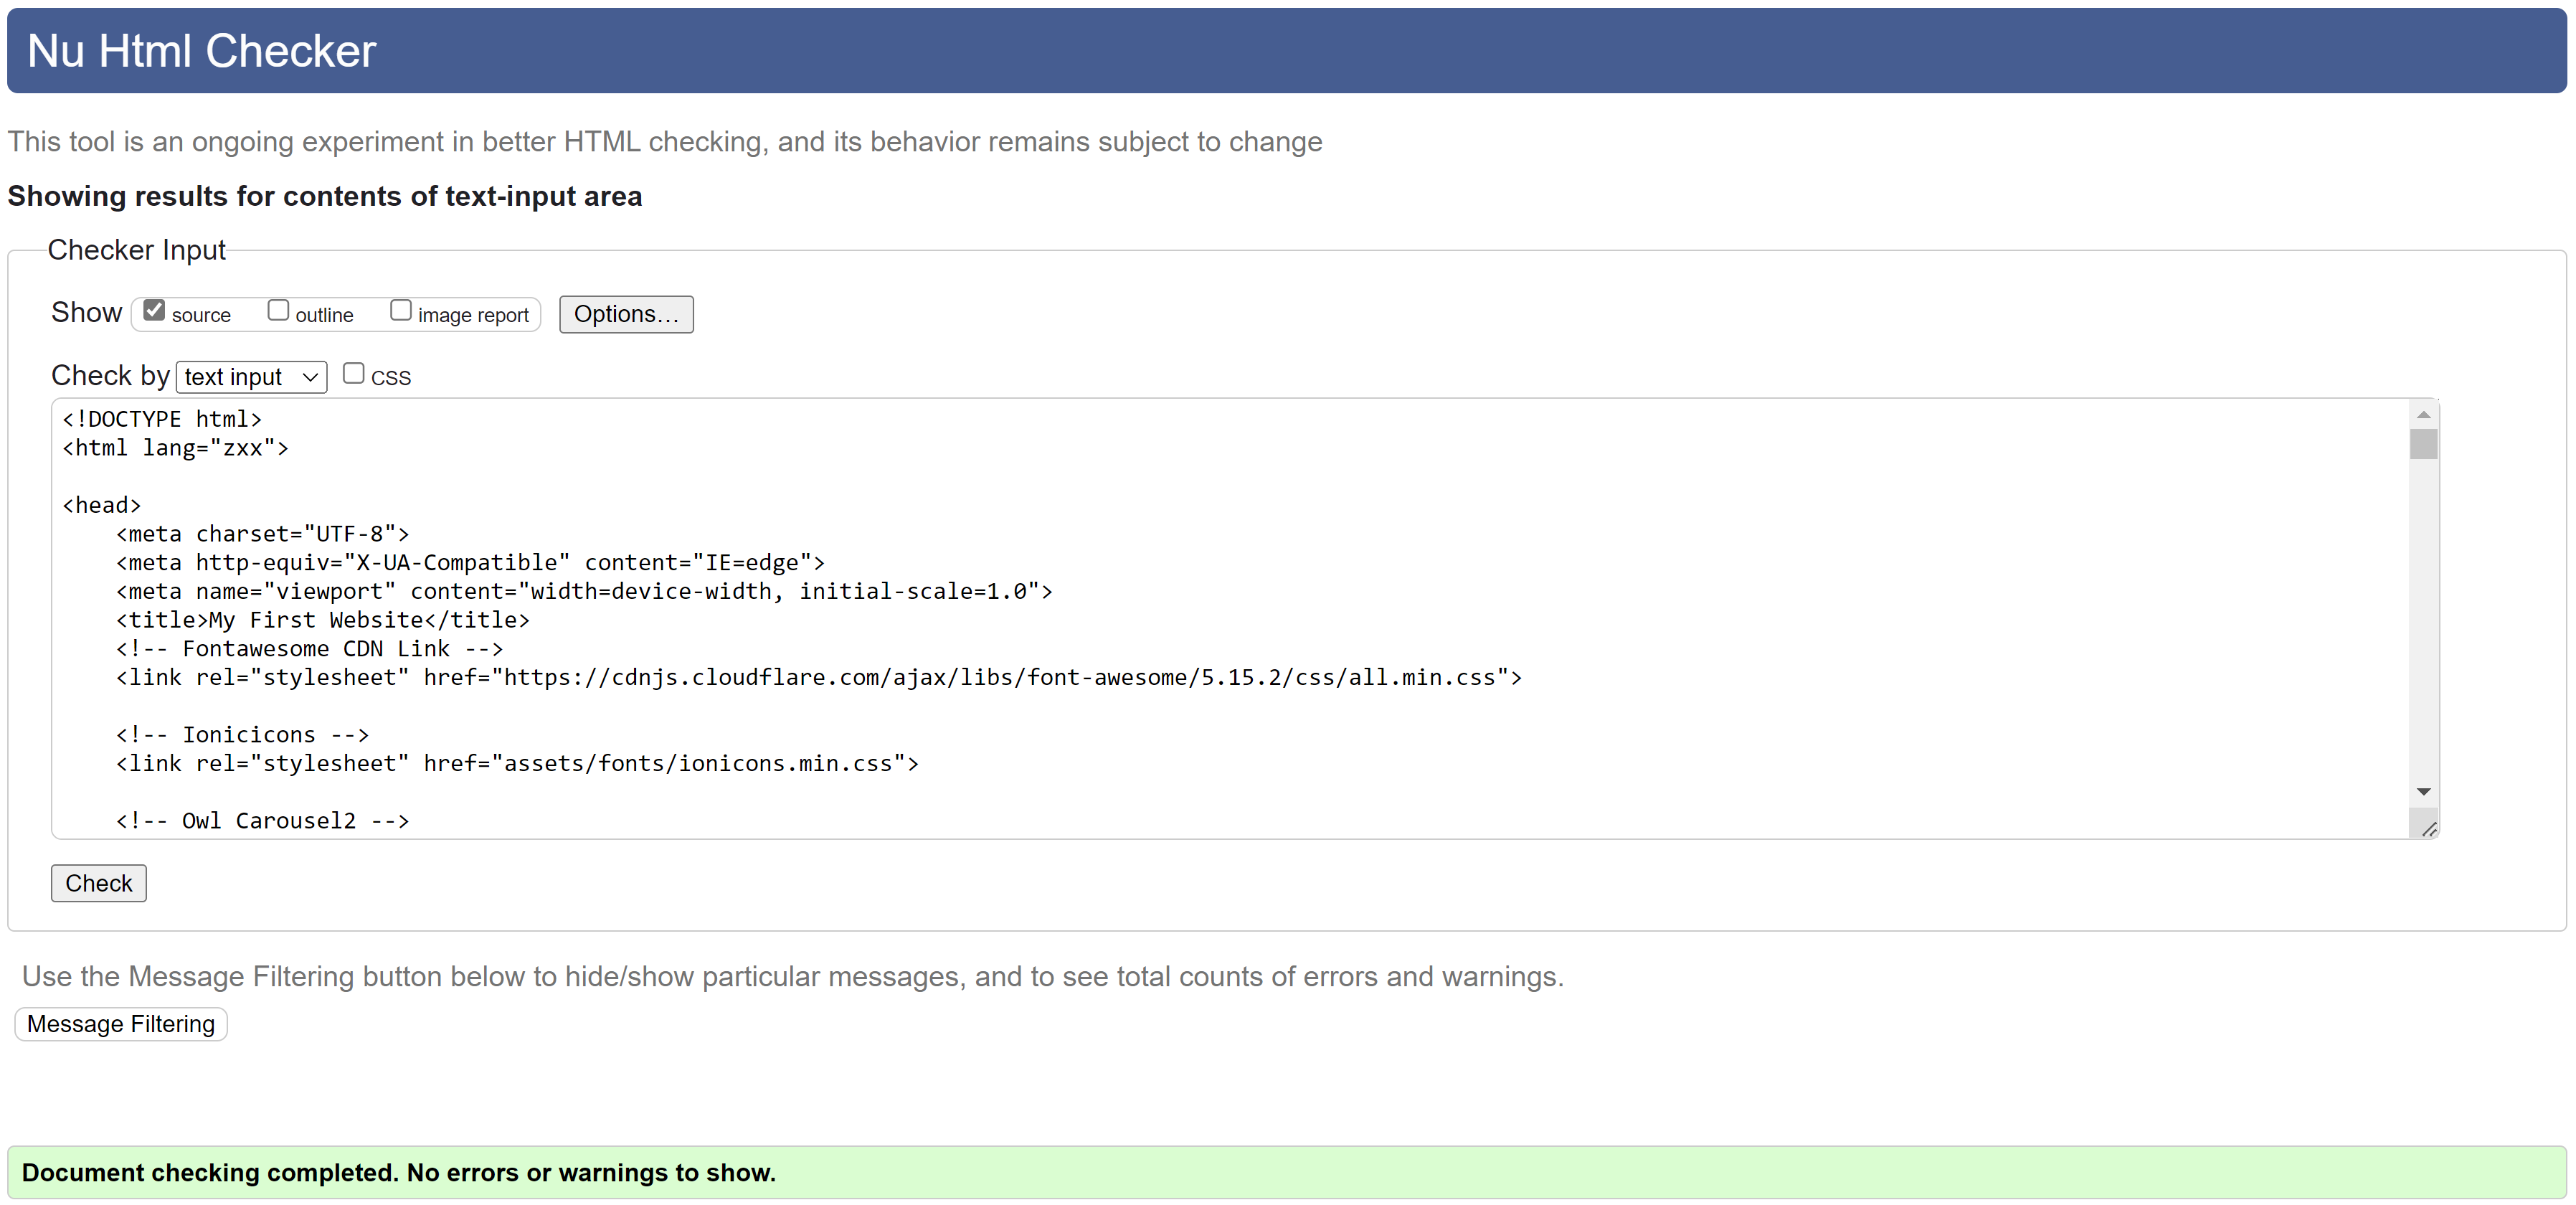 Nu Html Checker
This tool is an ongoing experiment in better HTML checking, and its behavior remains subject to change
Showing results for contents of text-input area
Checker Input
Show source outline image report Options...
Check by text input CSS
<!DOCTYPE html>
<html lang="zxx">
<head>
    <meta charset="UTF-8">
    <meta http-equiv="X-UA-Compatible" content="IE=edge">
    <meta name="viewport" content="width=device-width, initial-scale=1.0">
    <title>My First Website</title>
    <!-- Fontawesome CDN Link -->
    <link rel="stylesheet" href="https://cdnjs.cloudflare.com/ajax/libs/font-awesome/5.15.2/css/all.min.css">
    <!-- Ionicicons -->
    <link rel="stylesheet" href="assets/fonts/ionicons.min.css">
    <!-- Owl Carousel2 -->
Check
Use the Message Filtering button below to hide/show particular messages, and to see total counts of errors and warnings.
Message Filtering
Document checking completed. No errors or warnings to show.